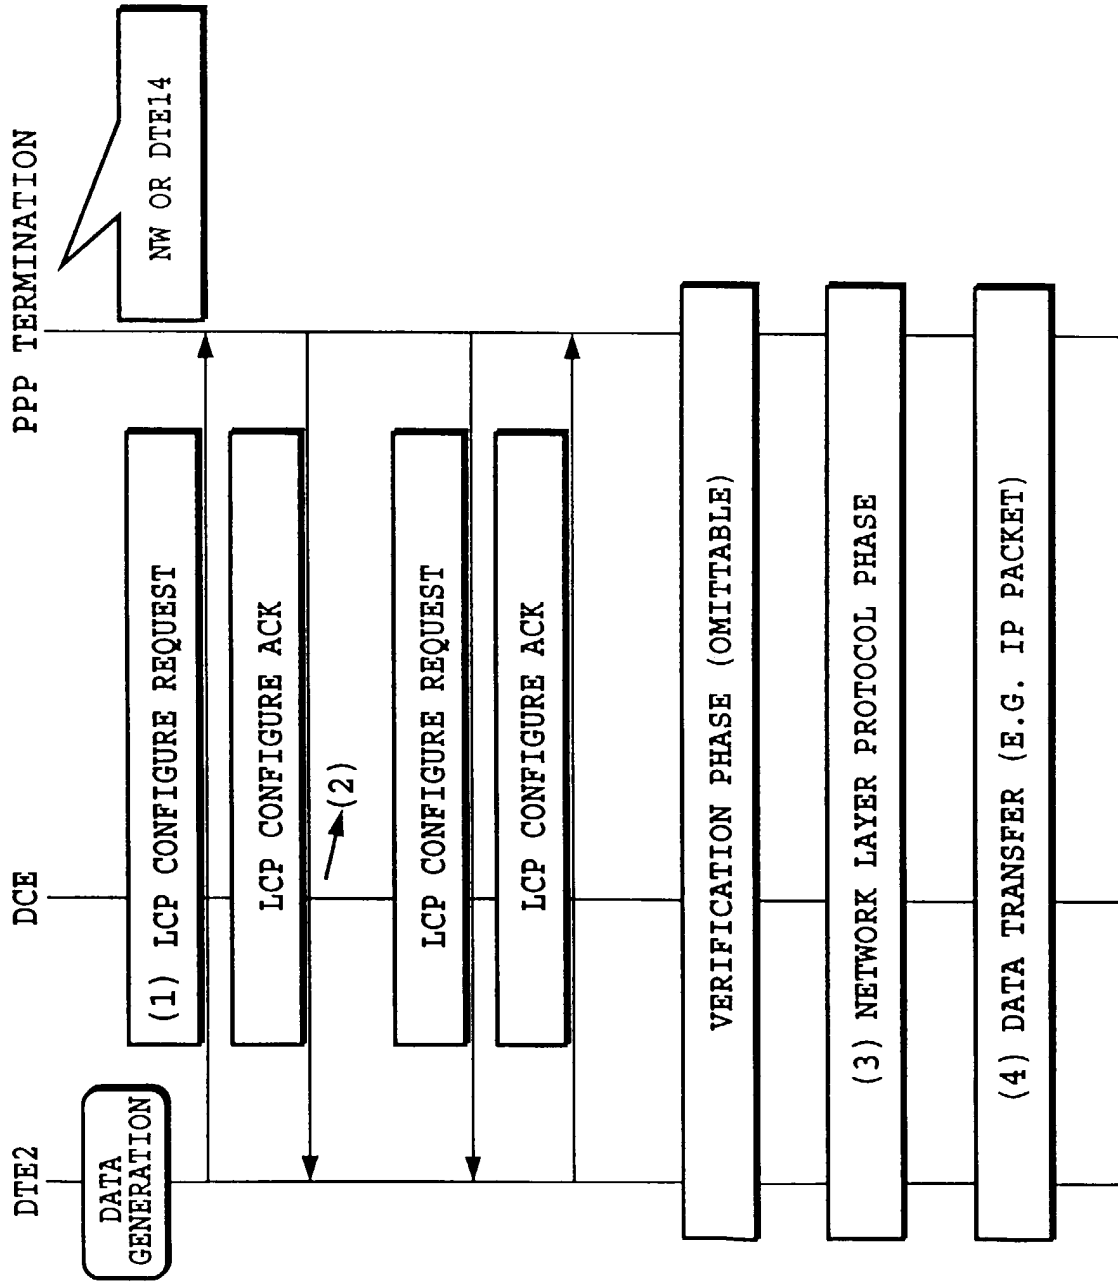 DTE2
DCE
PPP TERMINATION
DATA
GENERATION
NW OR DTE14
(1) LCP CONFIGURE REQUEST
LCP CONFIGURE ACK
(2)
LCP CONFIGURE REQUEST
LCP CONFIGURE ACK
VERIFICATION PHASE (OMITTABLE)
(3) NETWORK LAYER PROTOCOL PHASE
(4) DATA TRANSFER (E.G. IP PACKET)